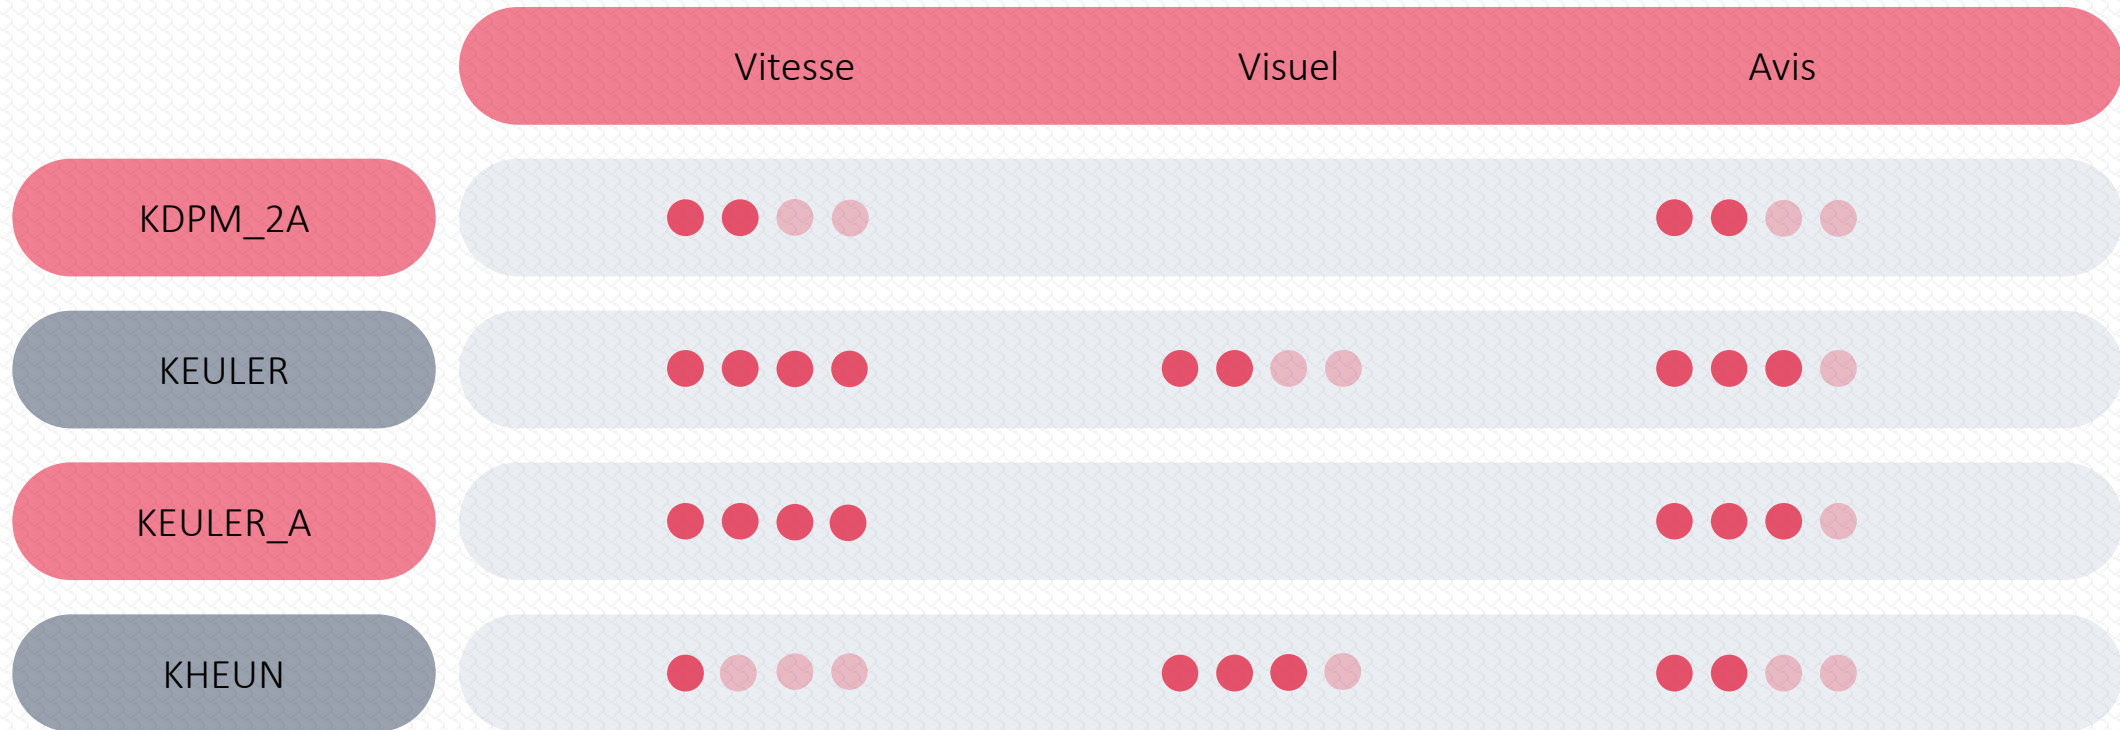 Vitesse Visuel Avis
KDPM_2A
KEULER
KEULER_A
KHEUN